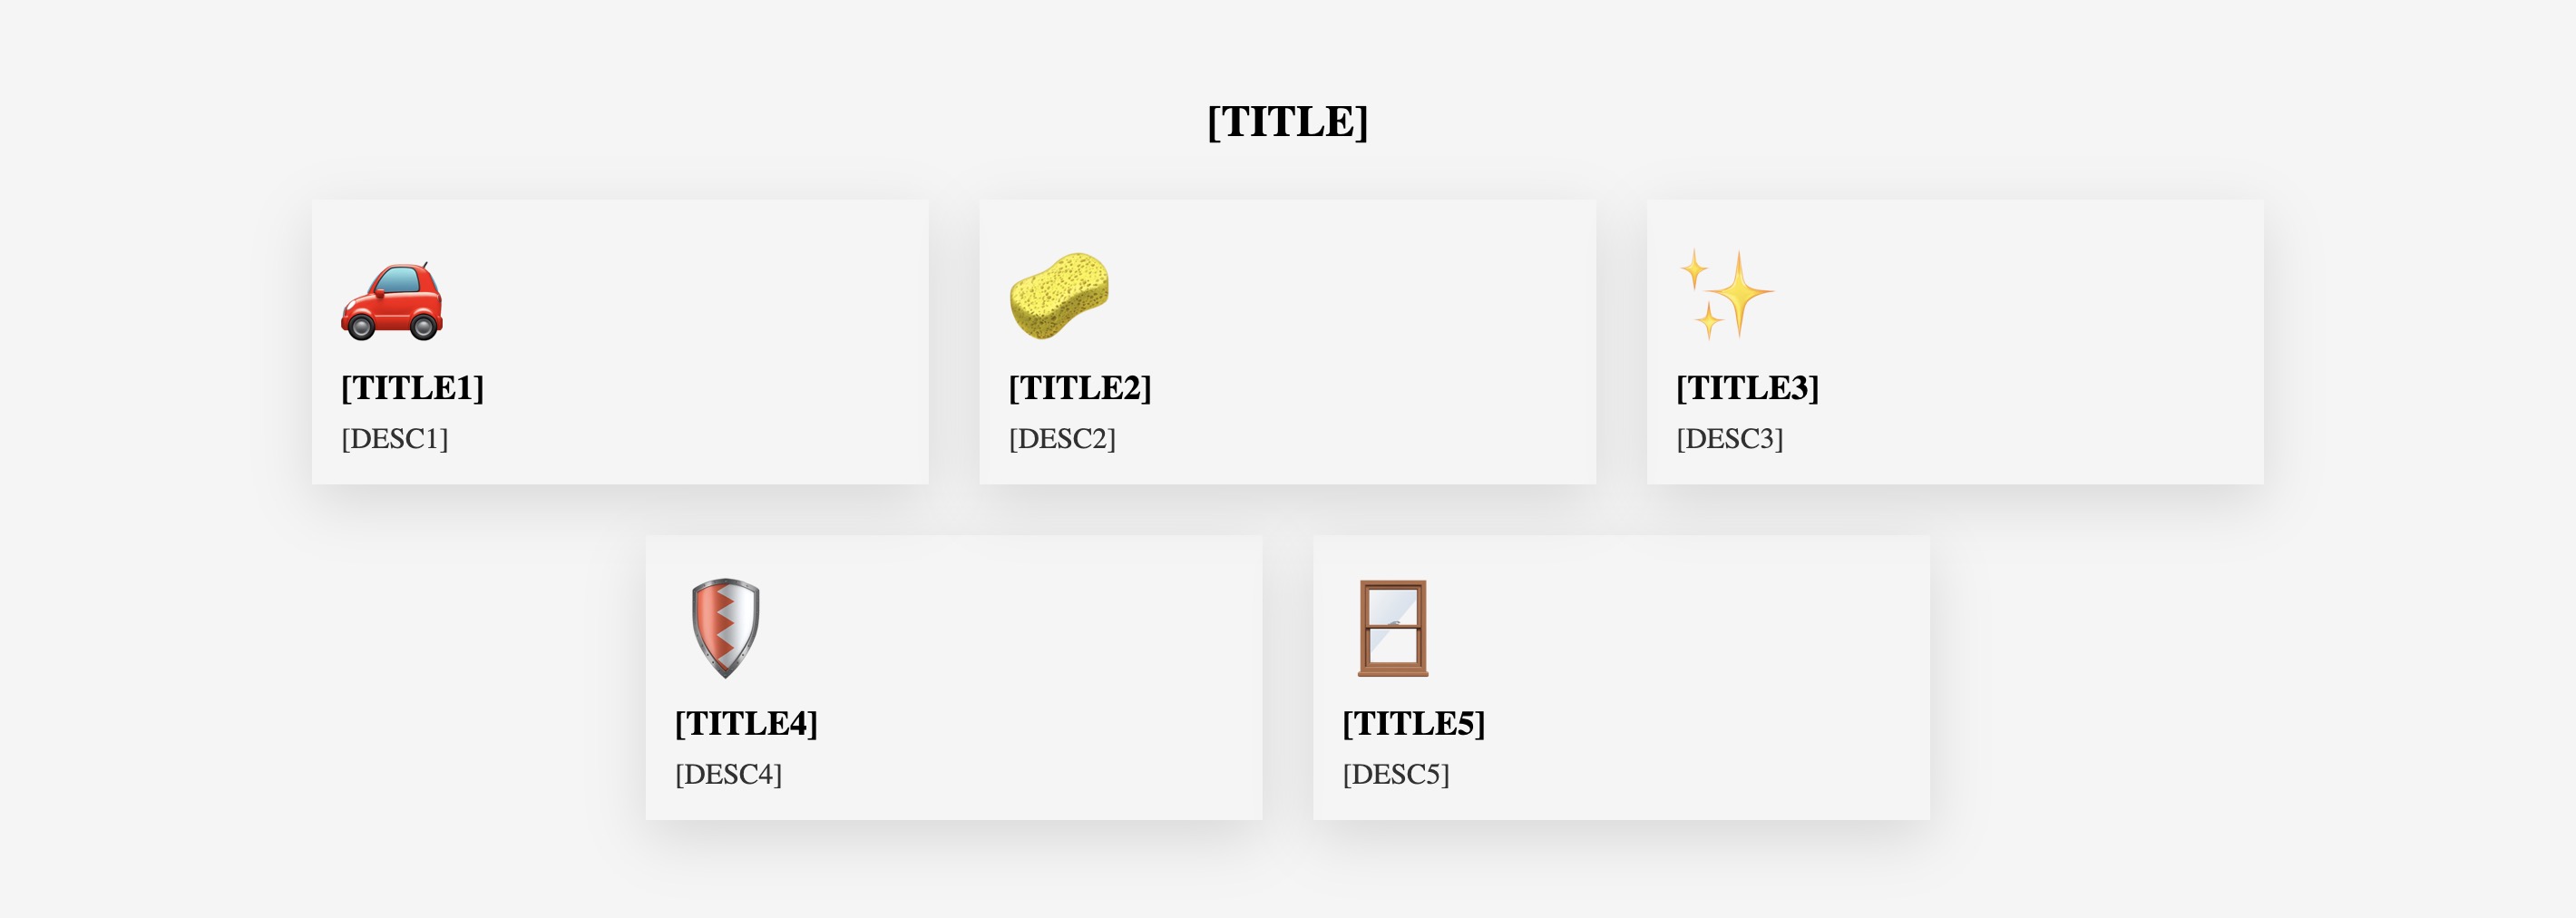 [TITLE]
[TITLE1]
[DESC1]
[TITLE2]
[DESC2]
[TITLE3]
[DESC3]
[TITLE4]
[DESC4]
[TITLE5]
[DESC5]